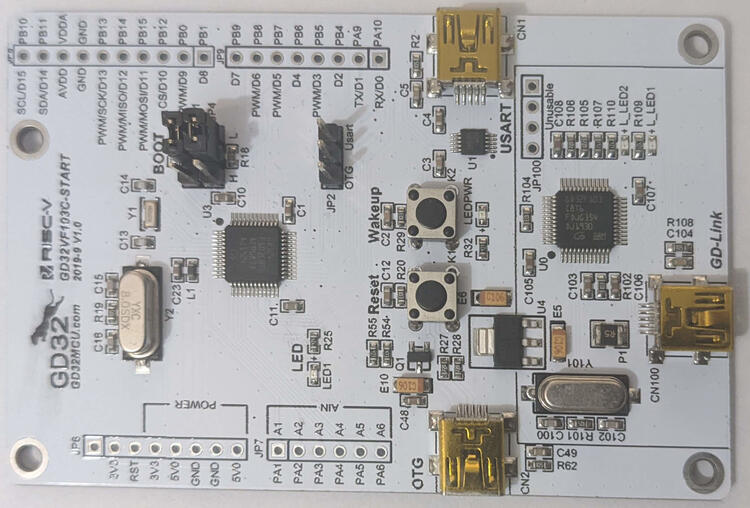 PB10
PB11
VDDA
GND
PB13
PB14
PB15
PB12
PB0
PB1
JP9
PB9
PB8
PB7
PB6
PB5
PB4
PA9
PA10
SCL/D15
SDA/D14
AVDD
GND
PWM/SCK/D13
PWM/MISO/D12
PWM/MOSI/D11
CS/D10
PWM/D9
D8
D7
PWM/D6
PWM/D5
D4
PWM/D3
D2
TX/D1
RX/D0
R2
CN1
C5
C4
C3
U1
USART
Unusable
JP100
C108
R106
R105
R107
R110
L_LED2
R109
L_LED1
BOOT
L
H
R18
Usart
OTG
JP2
RISC-V
GD32VF103C-START
2019-9 V1.0
GD32
GD32MCU.com
C14
Y1
C13
U3
C10
C1
C15
R19
C16
YXC
8.0SGX
Y2
C23
L1
C11
Wakeup
K2
C2
R29
LEDPWR
R32
Reset
K1
C12
R20
E6
R104
C107
U0
C105
R108
C104
GD-Link
C103
R102
C106
U4
E5
R5
P1
CN100
Y101
LED
LED1
R25
R55
R54
Q1
R27
R28
E10
C106
C48
C100
R101
C102
C49
R62
OTG
CN2
POWER
AIN
JP6
3V3
RST
3V3
5V0
GND
GND
5V0
JP7
A1
A2
A3
A4
A5
A6
PA1
PA2
PA3
PA4
PA5
PA6